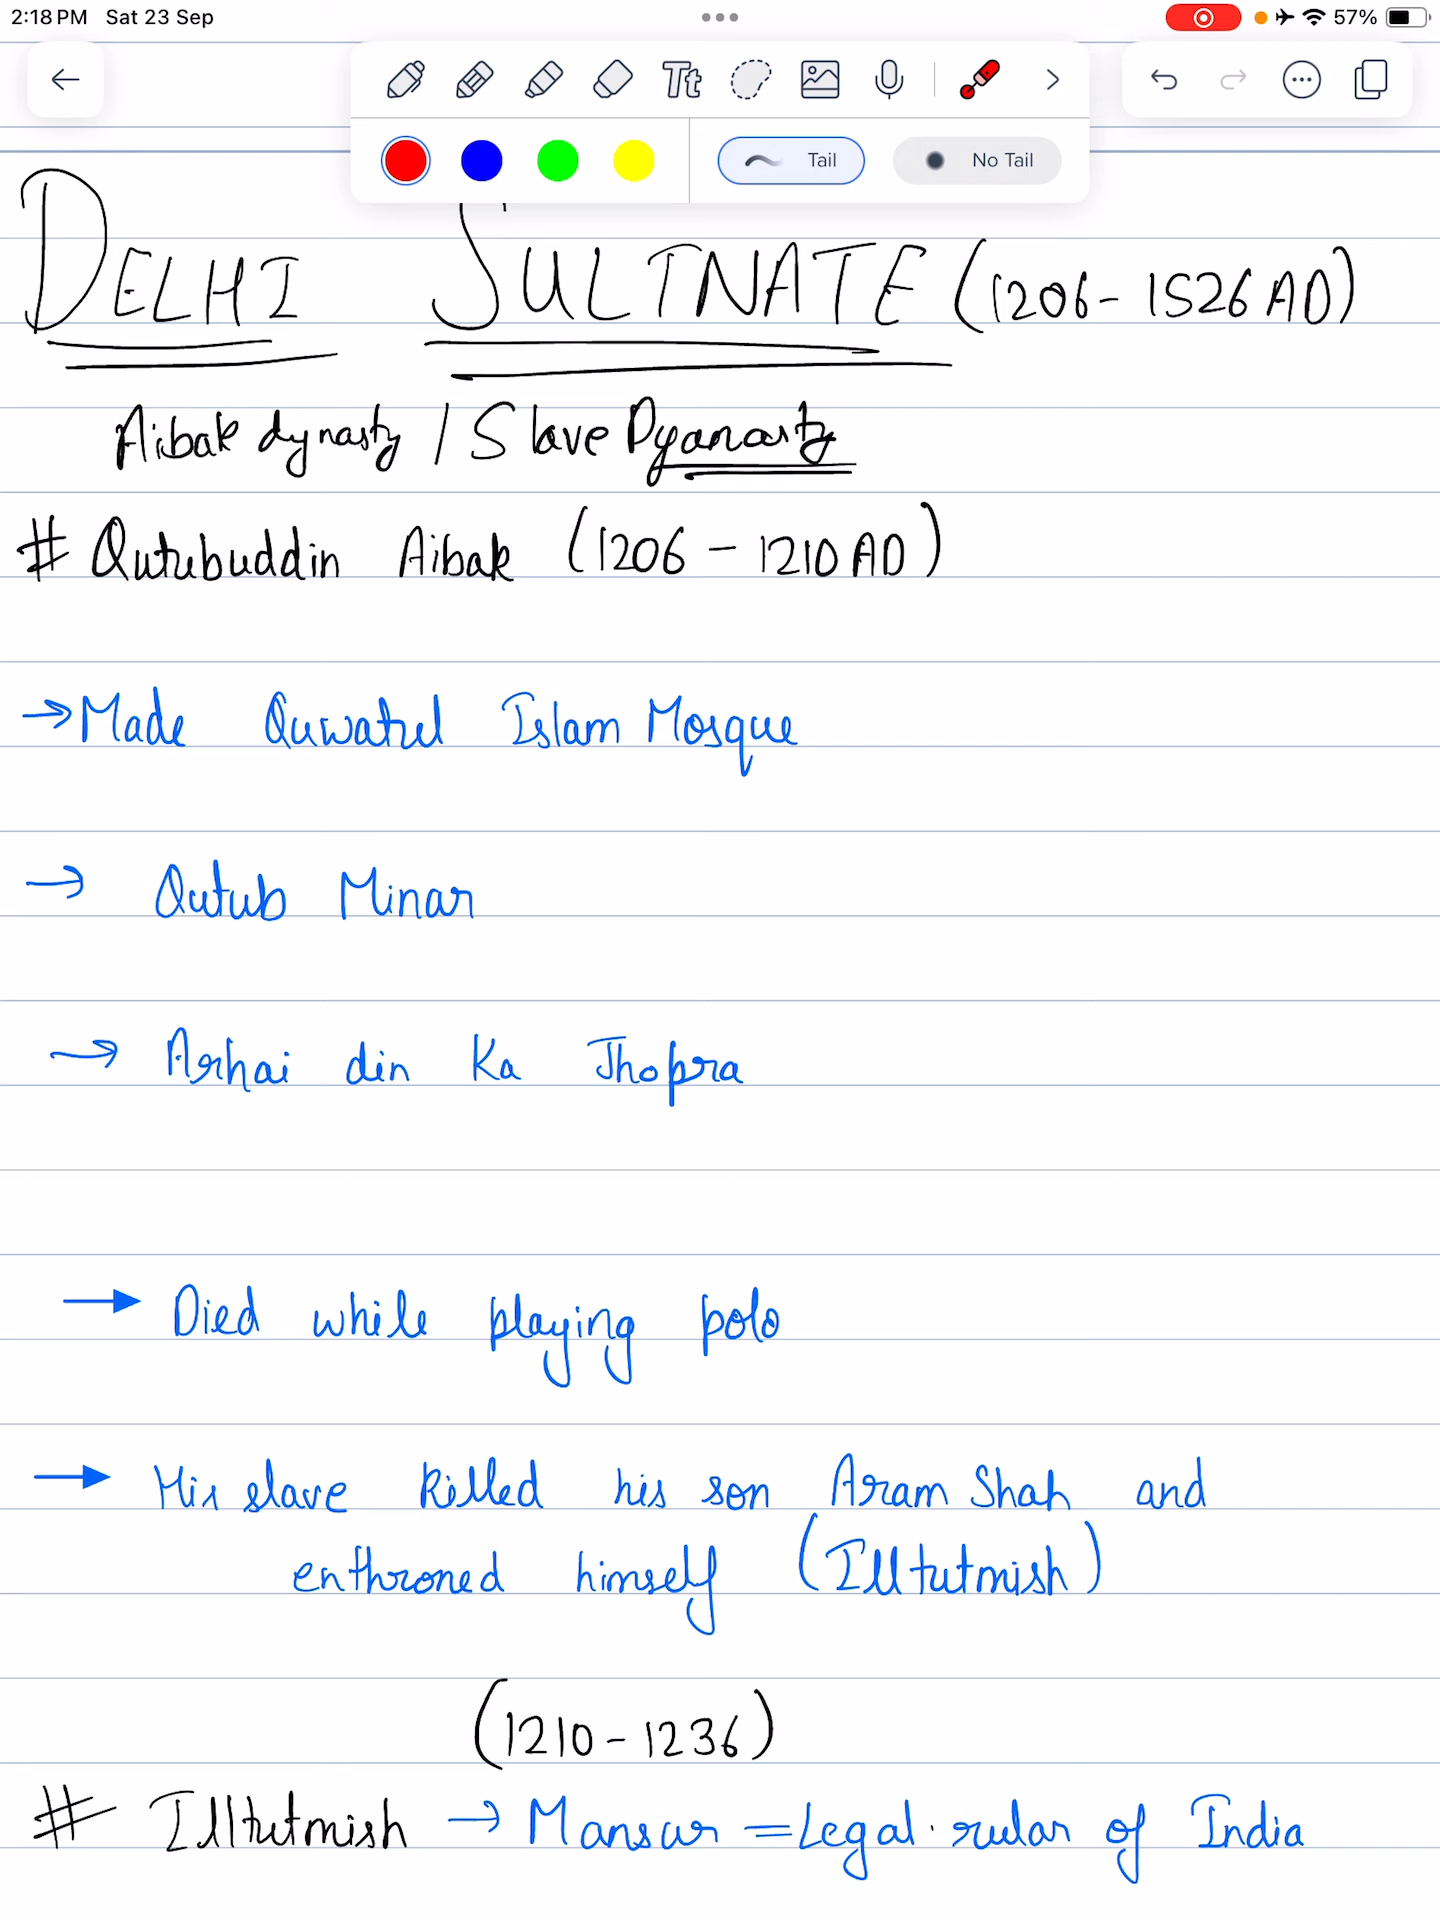 2:18 PM Sat 23 Sep
57%
Tt
Tail
No Tail
DELHI SULTNATE (1206-1526 AD)
Aibak dynasty / Slave Dyanasty
# Qutubuddin Aibak (1206 - 1210 AD)
→ Made Quwatul Islam Mosque
→ Qutub Minar
→ Arhai din Ka Jhopra
→ Died while playing polo
→ His slave killed his son Aram Shah and
enthroned himself (Illtutmish)
(1210 - 1236)
# Illtutmish → Mansur = Legal rular of India